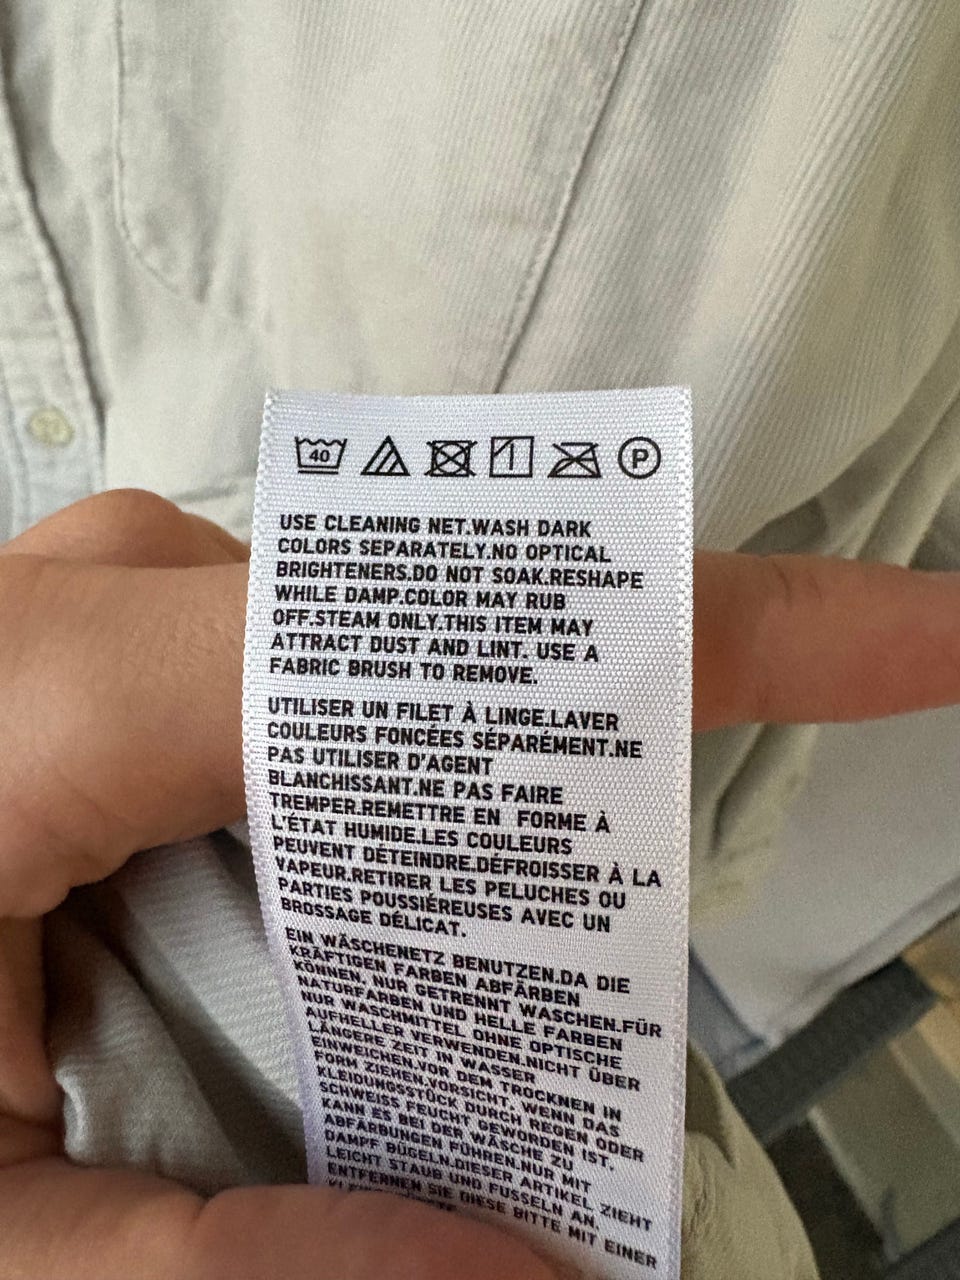 40 P
USE CLEANING NET.WASH DARK
COLORS SEPARATELY.NO OPTICAL
BRIGHTENERS.DO NOT SOAK.RESHAPE
WHILE DAMP.COLOR MAY RUB
OFF.STEAM ONLY.THIS ITEM MAY
ATTRACT DUST AND LINT. USE A
FABRIC BRUSH TO REMOVE.
UTILISER UN FILET À LINGE.LAVER
COULEURS FONCÉES SÉPARÉMENT.NE
PAS UTILISER D'AGENT
BLANCHISSANT.NE PAS FAIRE
TREMPER.REMETTRE EN FORME À
L'ÉTAT HUMIDE.LES COULEURS
PEUVENT DÉTEINDRE.DÉFROISSER À LA
VAPEUR.RETIRER LES PELUCHES OU
PARTIES POUSSIÉREUSES AVEC UN
BROSSAGE DÉLICAT.
EIN WÄSCHENETZ BENUTZEN.DA DIE
KRÄFTIGEN FARBEN ABFÄRBEN
KÖNNEN, NUR GETRENNT WASCHEN.FÜR
NATURFARBEN UND HELLE FARBEN
NUR WASCHMITTEL OHNE OPTISCHE
AUFHELLER VERWENDEN.NICHT ÜBER
LÄNGERE ZEIT IN WASSER
EINWEICHEN.VOR DEM TROCKNEN IN
FORM ZIEHEN.VORSICHT, WENN DAS
KLEIDUNGSSTÜCK DURCH REGEN ODER
SCHWEISS FEUCHT GEWORDEN IST.
KANN ES BEI DER WÄSCHE ZU
ABFÄRBUNGEN FÜHREN.NUR MIT
DAMPF BÜGELN.DIESER ARTIKEL ZIEHT
LEICHT STAUB UND FUSSELN AN.
ENTFERNEN SIE DIESE BITTE MIT EINER